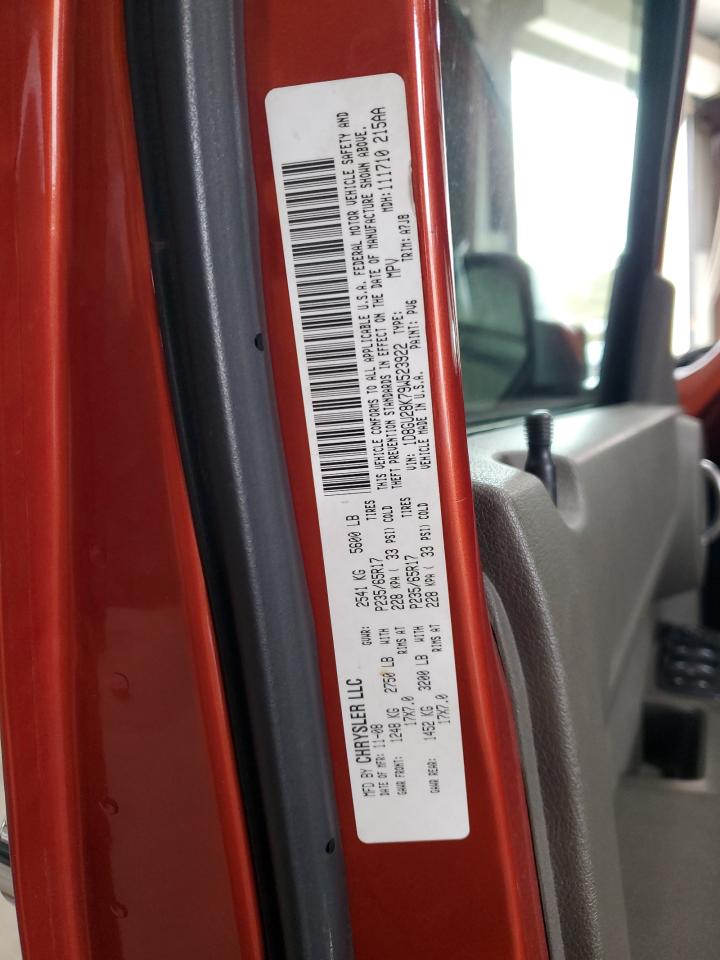 MFD BY CHRYSLER LLC
DATE OF MFR: 11-08 GVWR: 2541 KG 5600 LB
GAWR FRONT: 1248 KG 2750 LB WITH P235/65R17 TIRES
17X7.0 RIMS AT 228 KPA ( 33 PSI) COLD
GAWR REAR: 1452 KG 3200 LB WITH P235/65R17 TIRES
17X7.0 RIMS AT 228 KPA ( 33 PSI) COLD
THIS VEHICLE CONFORMS TO ALL APPLICABLE U.S.A. FEDERAL MOTOR VEHICLE SAFETY AND
THEFT PREVENTION STANDARDS IN EFFECT ON THE DATE OF MANUFACTURE SHOWN ABOVE.
VIN: 1D8GU28K79W523922 TYPE: MPV MDH:111710 215AA
VEHICLE MADE IN U.S.A. PAINT: PV6 TRIM: A7J8